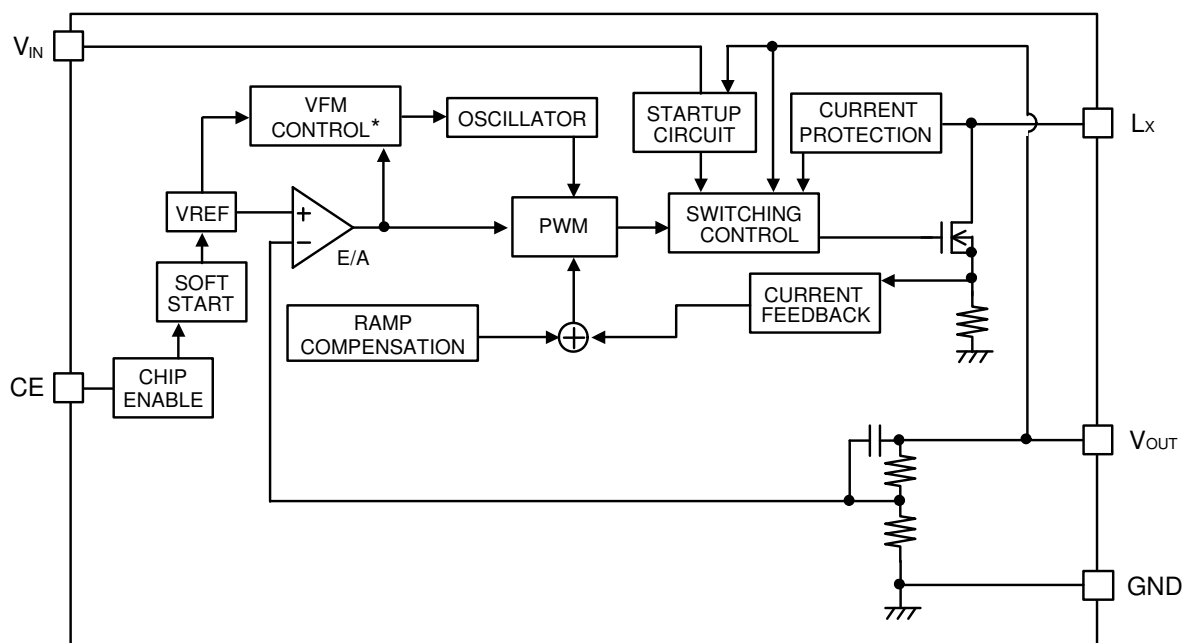 VIN
VFM
CONTROL*
OSCILLATOR
STARTUP
CIRCUIT
CURRENT
PROTECTION
LX
VREF
+
−
E/A
PWM
SWITCHING
CONTROL
SOFT
START
RAMP
COMPENSATION
CURRENT
FEEDBACK
CE
CHIP
ENABLE
VOUT
GND